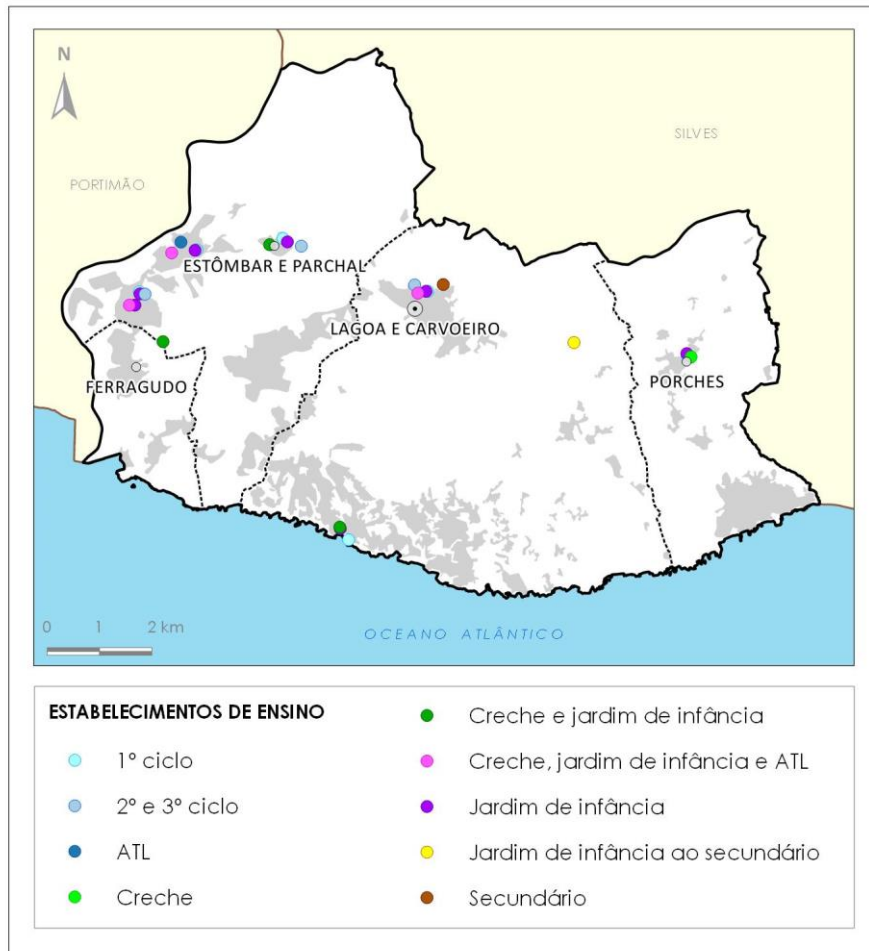 N
SILVES
PORTIMÃO
ESTÔMBAR E PARCHAL
LAGOA E CARVOEIRO
FERRAGUDO
PORCHES
0 1 2 km
OCEANO ATLÂNTICO
ESTABELECIMENTOS DE ENSINO
1º ciclo
2º e 3º ciclo
ATL
Creche
Creche e jardim de infância
Creche, jardim de infância e ATL
Jardim de infância
Jardim de infância ao secundário
Secundário